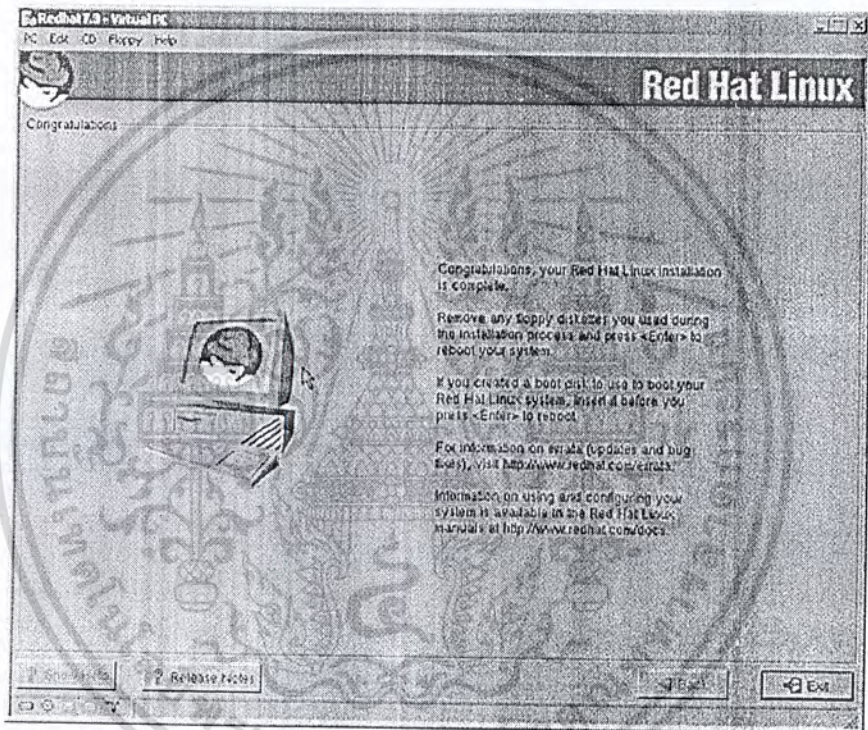 Redhat 7.3 - Virtual PC
PC Edit CD Floppy Help
Red Hat Linux
Congratulations
Congratulations, your Red Hat Linux installation
is complete.
Remove any floppy diskettes you used during
the installation process and press <Enter> to
reboot your system.
If you created a boot disk to use to boot your
Red Hat Linux system, insert it before you
press <Enter> to reboot.
For information on errata (updates and bug
fixes), visit http://www.redhat.com/errata.
Information on using and configuring your
system is available in the Red Hat Linux
manuals at http://www.redhat.com/docs.
? Show Help
? Release Notes
Back
Exit